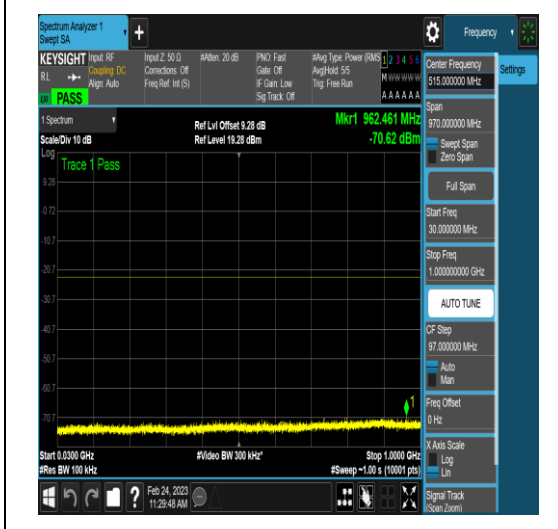 Spectrum Analyzer 1
Swept SA
Frequency
KEYSIGHT
RL
PASS
Input: RF
Coupling: DC
Align: Auto
Input Z: 50 Ω
Corrections: Off
Freq Ref: Int (S)
#Atten: 20 dB
PNO: Fast
Gate: Off
IF Gain: Low
Sig Track: Off
#Avg Type: Power (RMS
Avg|Hold: 5/5
Trig: Free Run
1 2 3 4 5 6
M W W W W W
A A A A A A
1 Spectrum
Scale/Div 10 dB
Ref Lvl Offset 9.28 dB
Ref Level 19.28 dBm
Mkr1 962.461 MHz
-70.62 dBm
Log
Trace 1 Pass
9.28
-0.72
-10.7
-20.7
-30.7
-40.7
-50.7
-60.7
-70.7
1
Start 0.0300 GHz
#Res BW 100 kHz
#Video BW 300 kHz*
Stop 1.0000 GHz
#Sweep ~1.00 s (10001 pts)
Feb 24, 2023
11:29:48 AM
Center Frequency
515.000000 MHz
Settings
Span
970.000000 MHz
Swept Span
Zero Span
Full Span
Start Freq
30.000000 MHz
Stop Freq
1.000000000 GHz
AUTO TUNE
CF Step
97.000000 MHz
Auto
Man
Freq Offset
0 Hz
X Axis Scale
Log
Lin
Signal Track
(Span Zoom)